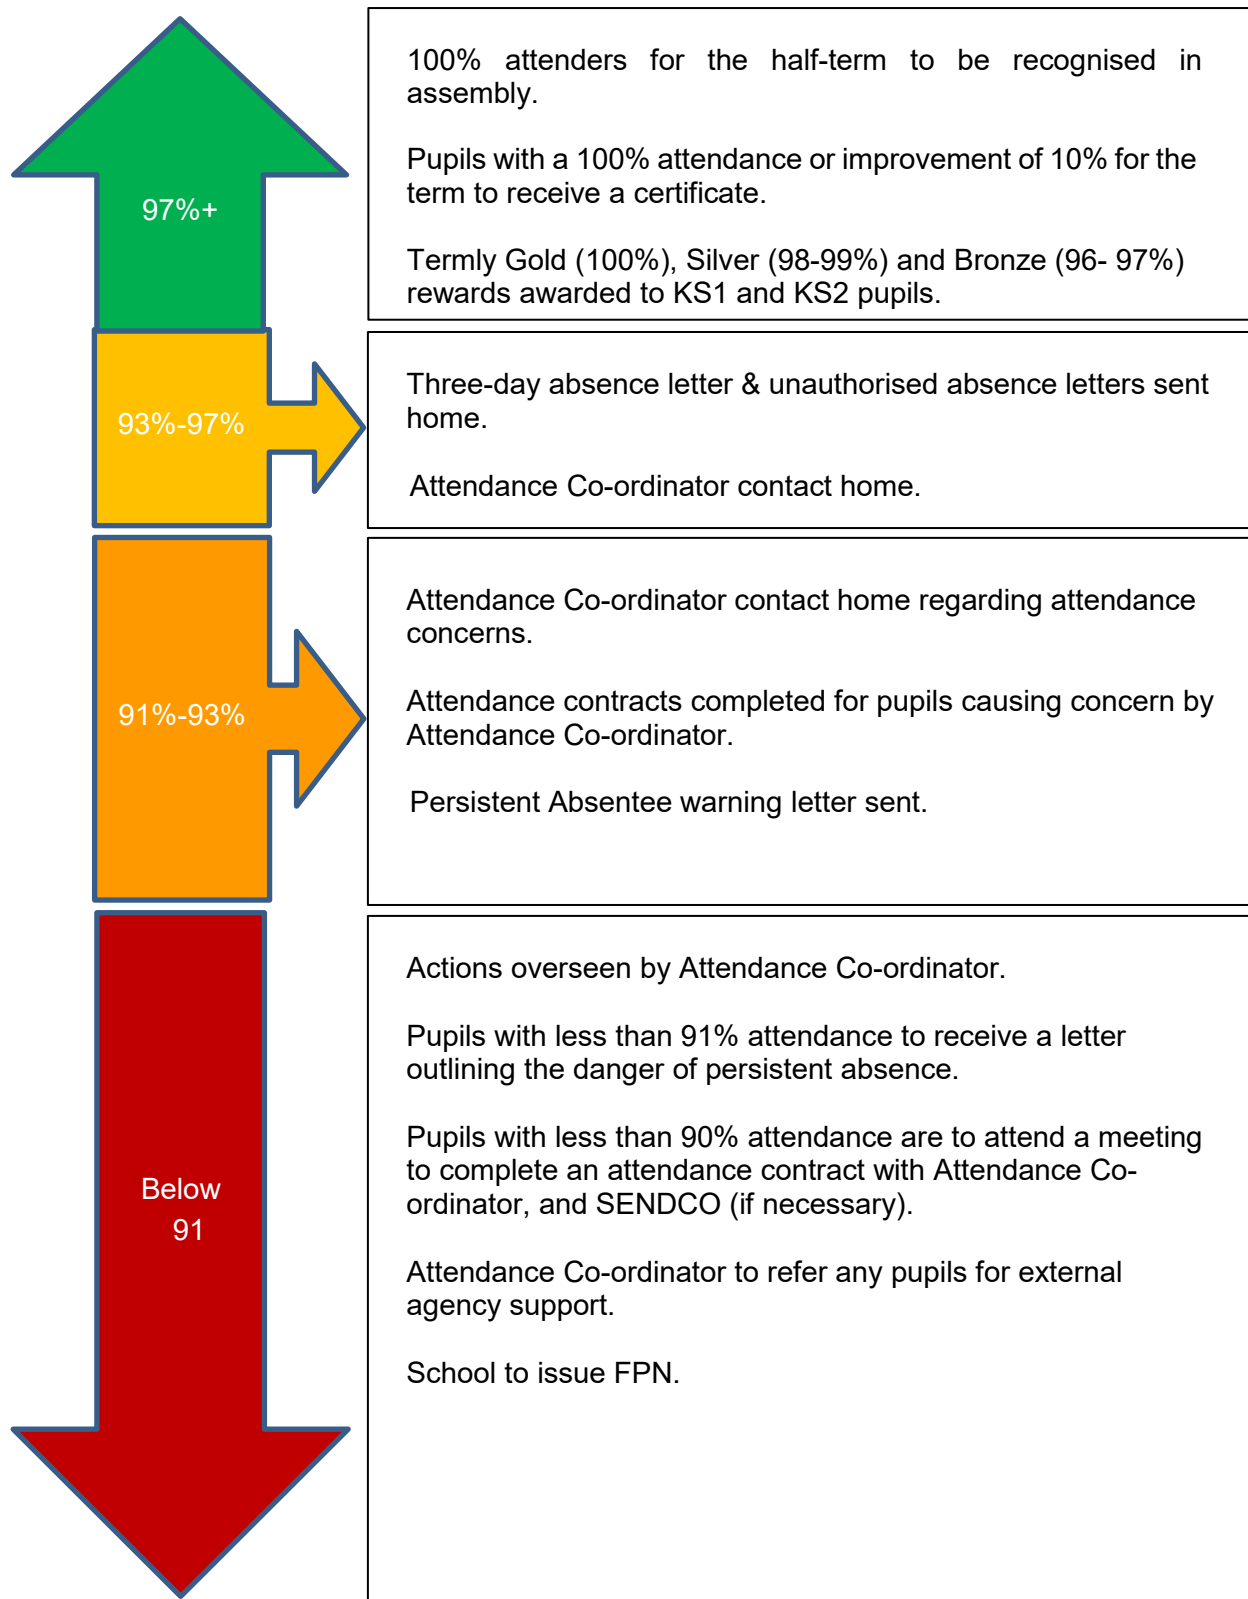 100% attenders for the half-term to be recognised in
assembly.
Pupils with a 100% attendance or improvement of 10% for the
term to receive a certificate.
97%+
Termly Gold (100%), Silver (98-99%) and Bronze (96- 97%)
rewards awarded to KS1 and KS2 pupils.
Three-day absence letter & unauthorised absence letters sent
home.
93%-97%
Attendance Co-ordinator contact home.
Attendance Co-ordinator contact home regarding attendance
concerns.
91%-93%
Attendance contracts completed for pupils causing concern by
Attendance Co-ordinator.
Persistent Absentee warning letter sent.
Actions overseen by Attendance Co-ordinator.
Pupils with less than 91% attendance to receive a letter
outlining the danger of persistent absence.
Pupils with less than 90% attendance are to attend a meeting
to complete an attendance contract with Attendance Co-
ordinator, and SENDCO (if necessary).
Below
91
Attendance Co-ordinator to refer any pupils for external
agency support.
School to issue FPN.